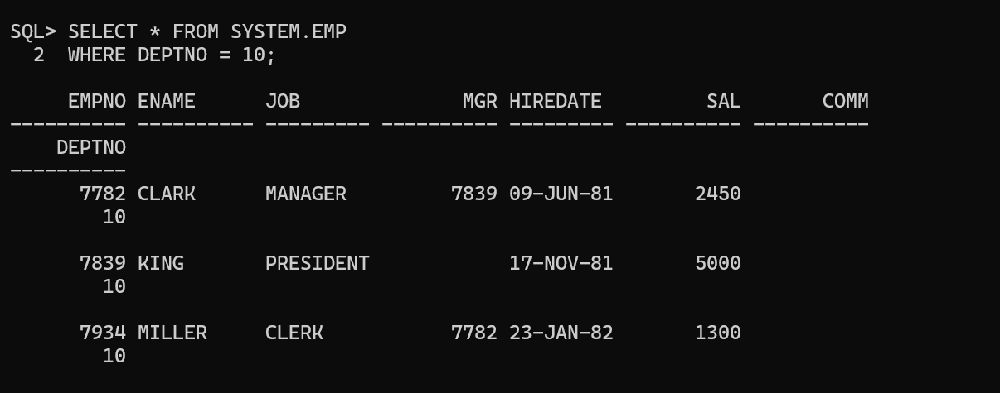 SQL> SELECT * FROM SYSTEM.EMP
  2  WHERE DEPTNO = 10;

     EMPNO ENAME      JOB              MGR HIREDATE         SAL       COMM
---------- ---------- --------- ---------- --------- ---------- ----------
    DEPTNO
----------
      7782 CLARK      MANAGER         7839 09-JUN-81       2450
        10

      7839 KING       PRESIDENT            17-NOV-81       5000
        10

      7934 MILLER     CLERK           7782 23-JAN-82       1300
        10